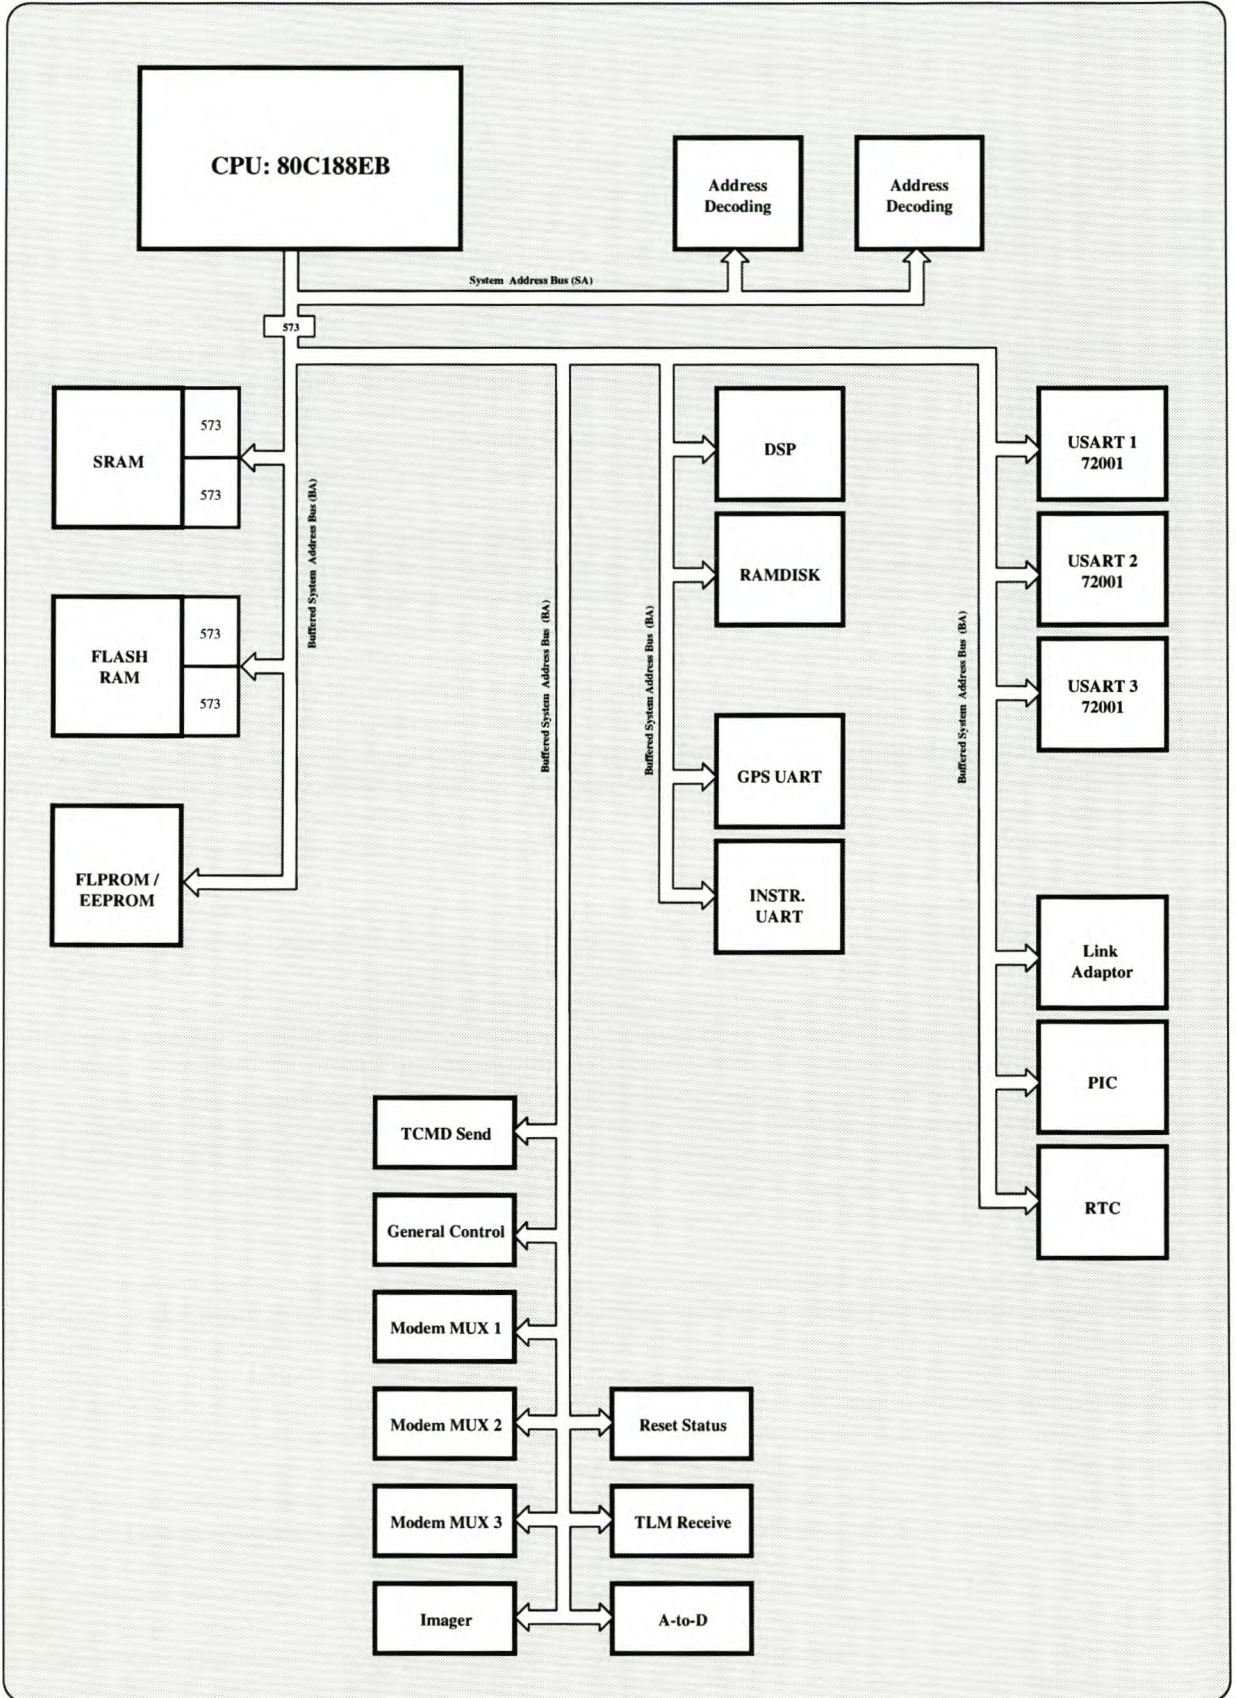 CPU: 80C188EB
Address
Decoding
Address
Decoding
System Address Bus (SA)
573
SRAM
573
573
FLASH
RAM
573
573
FLPROM /
EEPROM
Buffered System Address Bus (BA)
Buffered System Address Bus (BA)
Buffered System Address Bus (BA)
Buffered System Address Bus (BA)
DSP
RAMDISK
GPS UART
INSTR.
UART
USART 1
72001
USART 2
72001
USART 3
72001
Link
Adaptor
PIC
RTC
TCMD Send
General Control
Modem MUX 1
Modem MUX 2
Modem MUX 3
Imager
Reset Status
TLM Receive
A-to-D